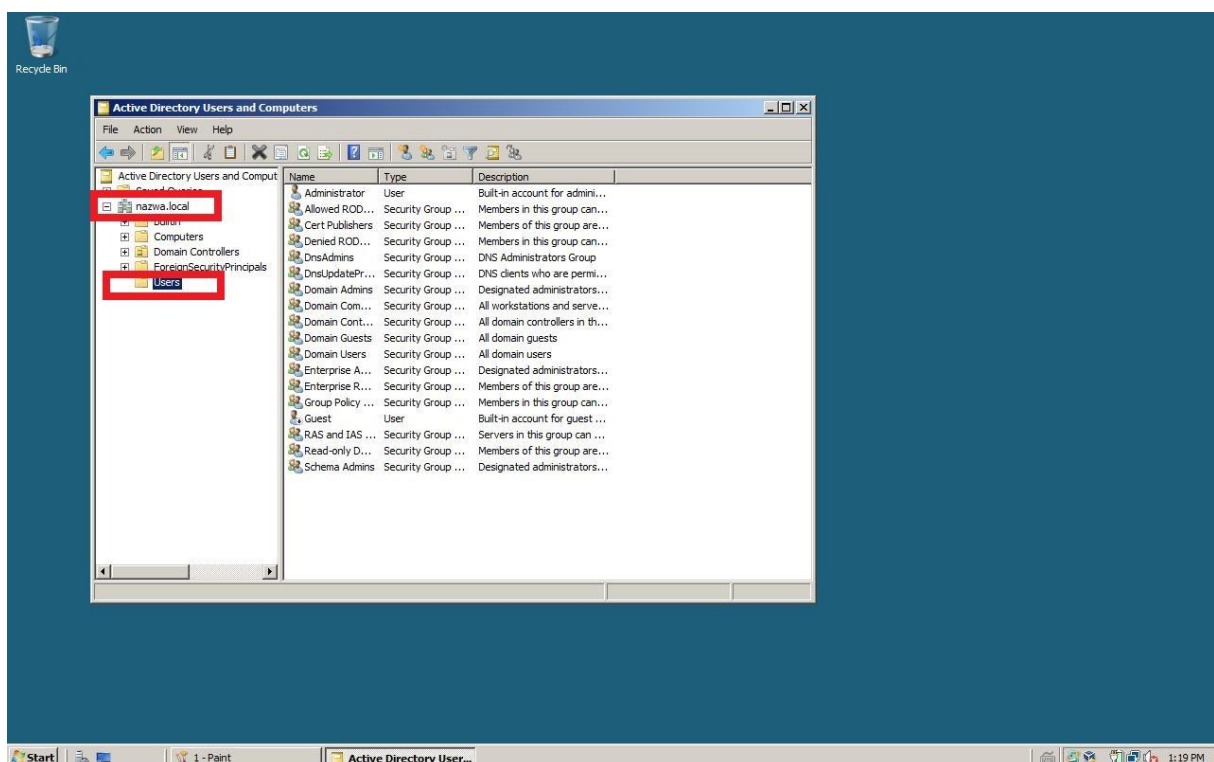 Recycle Bin
Active Directory Users and Computers
File Action View Help
Active Directory Users and Comput
Saved Queries
nazwa.local
Builtin
Computers
Domain Controllers
ForeignSecurityPrincipals
Users
Name Type Description
Administrator User Built-in account for admini...
Allowed ROD... Security Group ... Members in this group can...
Cert Publishers Security Group ... Members of this group are...
Denied ROD... Security Group ... Members in this group can...
DnsAdmins Security Group ... DNS Administrators Group
DnsUpdatePr... Security Group ... DNS clients who are permi...
Domain Admins Security Group ... Designated administrators...
Domain Com... Security Group ... All workstations and serve...
Domain Cont... Security Group ... All domain controllers in th...
Domain Guests Security Group ... All domain guests
Domain Users Security Group ... All domain users
Enterprise A... Security Group ... Designated administrators...
Enterprise R... Security Group ... Members of this group are...
Group Policy ... Security Group ... Members in this group can...
Guest User Built-in account for guest ...
RAS and IAS ... Security Group ... Servers in this group can ...
Read-only D... Security Group ... Members of this group are...
Schema Admins Security Group ... Designated administrators...
Start 1 - Paint Active Directory User... 1:19 PM